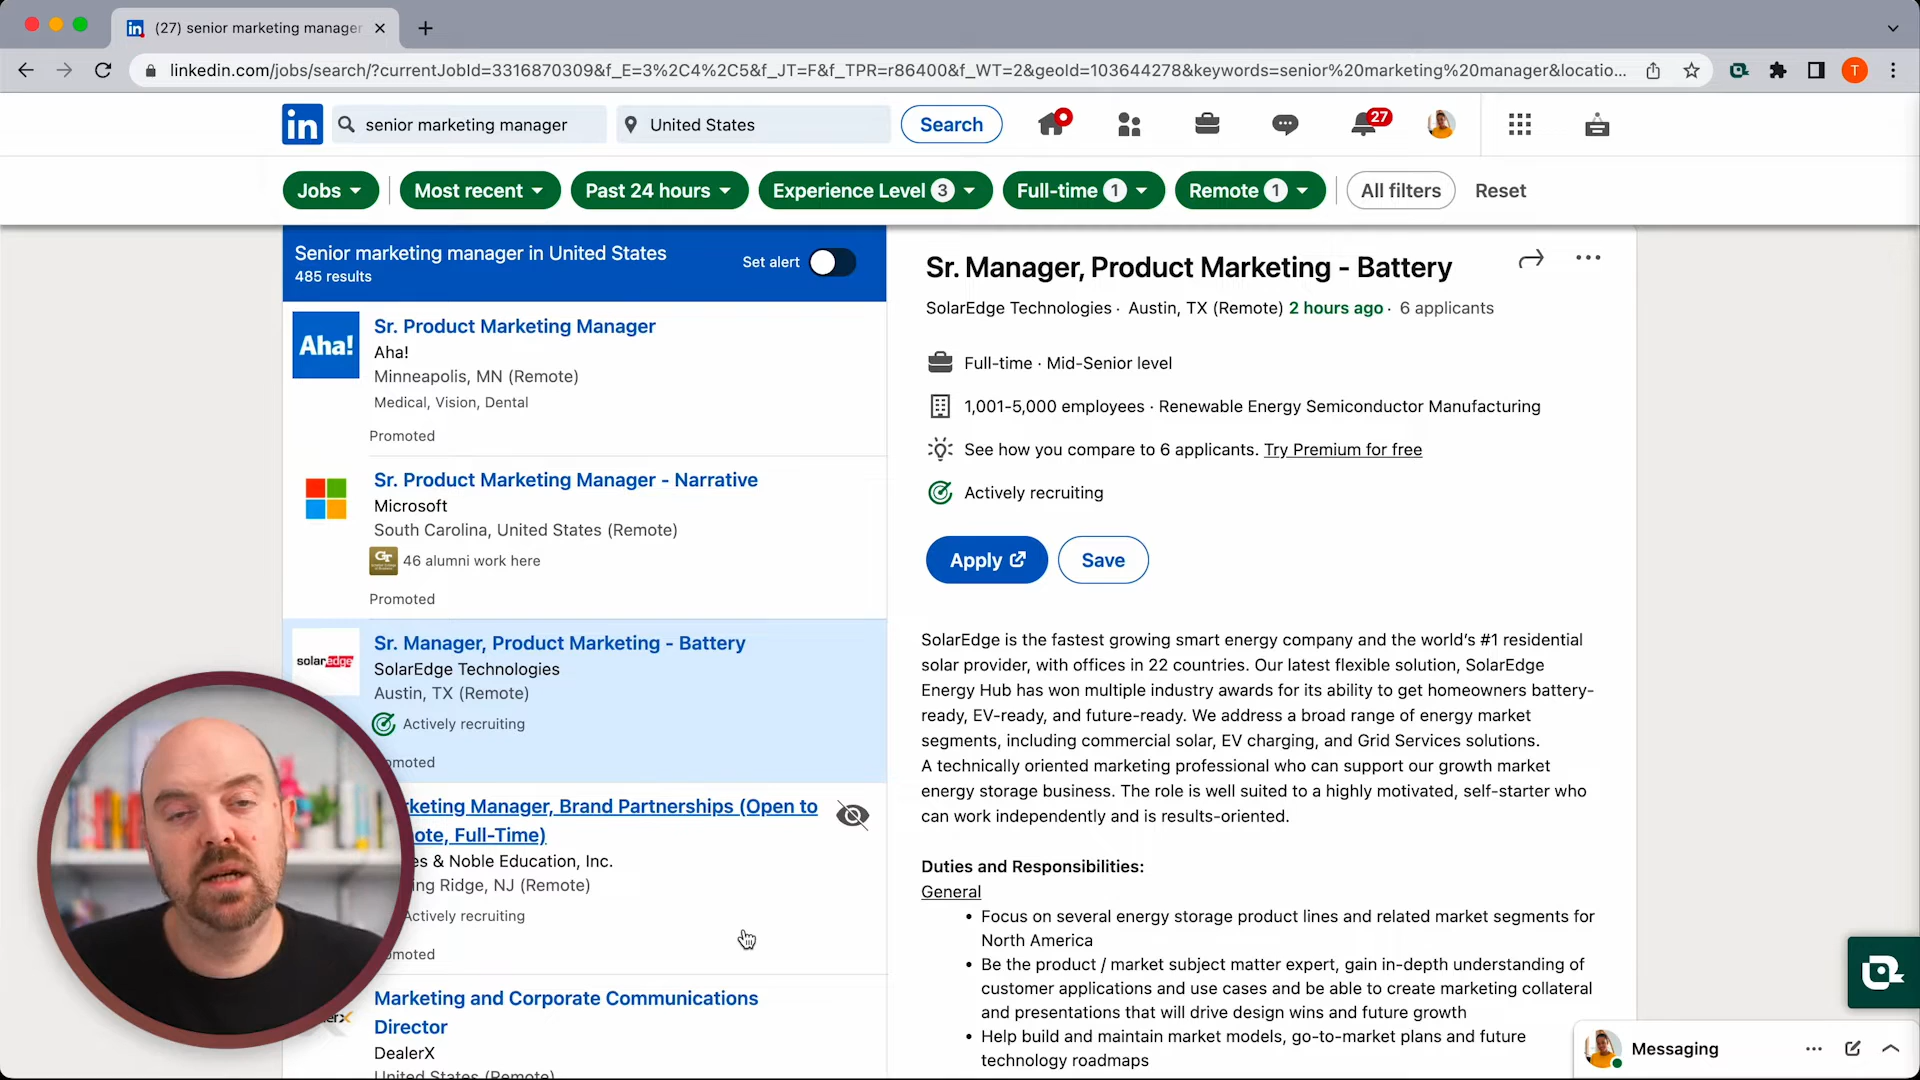 (27) senior marketing manager
linkedin.com/jobs/search/?currentJobId=3316870309&f_E=3%2C4%2C5&f_JT=F&f_TPR=r86400&f_WT=2&geoId=103644278&keywords=senior%20marketing%20manager&locatio...
T
in
senior marketing manager
United States
Search
27
Jobs
Most recent
Past 24 hours
Experience Level 3
Full-time 1
Remote 1
All filters
Reset
Senior marketing manager in United States
485 results
Set alert
Aha!
Sr. Product Marketing Manager
Aha!
Minneapolis, MN (Remote)
Medical, Vision, Dental
Promoted
Sr. Product Marketing Manager - Narrative
Microsoft
South Carolina, United States (Remote)
GT
46 alumni work here
Promoted
solaredge
Sr. Manager, Product Marketing - Battery
SolarEdge Technologies
Austin, TX (Remote)
Actively recruiting
omoted
rketing Manager, Brand Partnerships (Open to
ote, Full-Time)
es & Noble Education, Inc.
ing Ridge, NJ (Remote)
Actively recruiting
omoted
Marketing and Corporate Communications
Director
DealerX
United States (Remote)
Sr. Manager, Product Marketing - Battery
SolarEdge Technologies · Austin, TX (Remote) 2 hours ago · 6 applicants
Full-time · Mid-Senior level
1,001-5,000 employees · Renewable Energy Semiconductor Manufacturing
See how you compare to 6 applicants. Try Premium for free
Actively recruiting
Apply
Save
SolarEdge is the fastest growing smart energy company and the world's #1 residential
solar provider, with offices in 22 countries. Our latest flexible solution, SolarEdge
Energy Hub has won multiple industry awards for its ability to get homeowners battery-
ready, EV-ready, and future-ready. We address a broad range of energy market
segments, including commercial solar, EV charging, and Grid Services solutions.
A technically oriented marketing professional who can support our growth market
energy storage business. The role is well suited to a highly motivated, self-starter who
can work independently and is results-oriented.
Duties and Responsibilities:
General
• Focus on several energy storage product lines and related market segments for
North America
• Be the product / market subject matter expert, gain in-depth understanding of
customer applications and use cases and be able to create marketing collateral
and presentations that will drive design wins and future growth
• Help build and maintain market models, go-to-market plans and future
technology roadmaps
Messaging